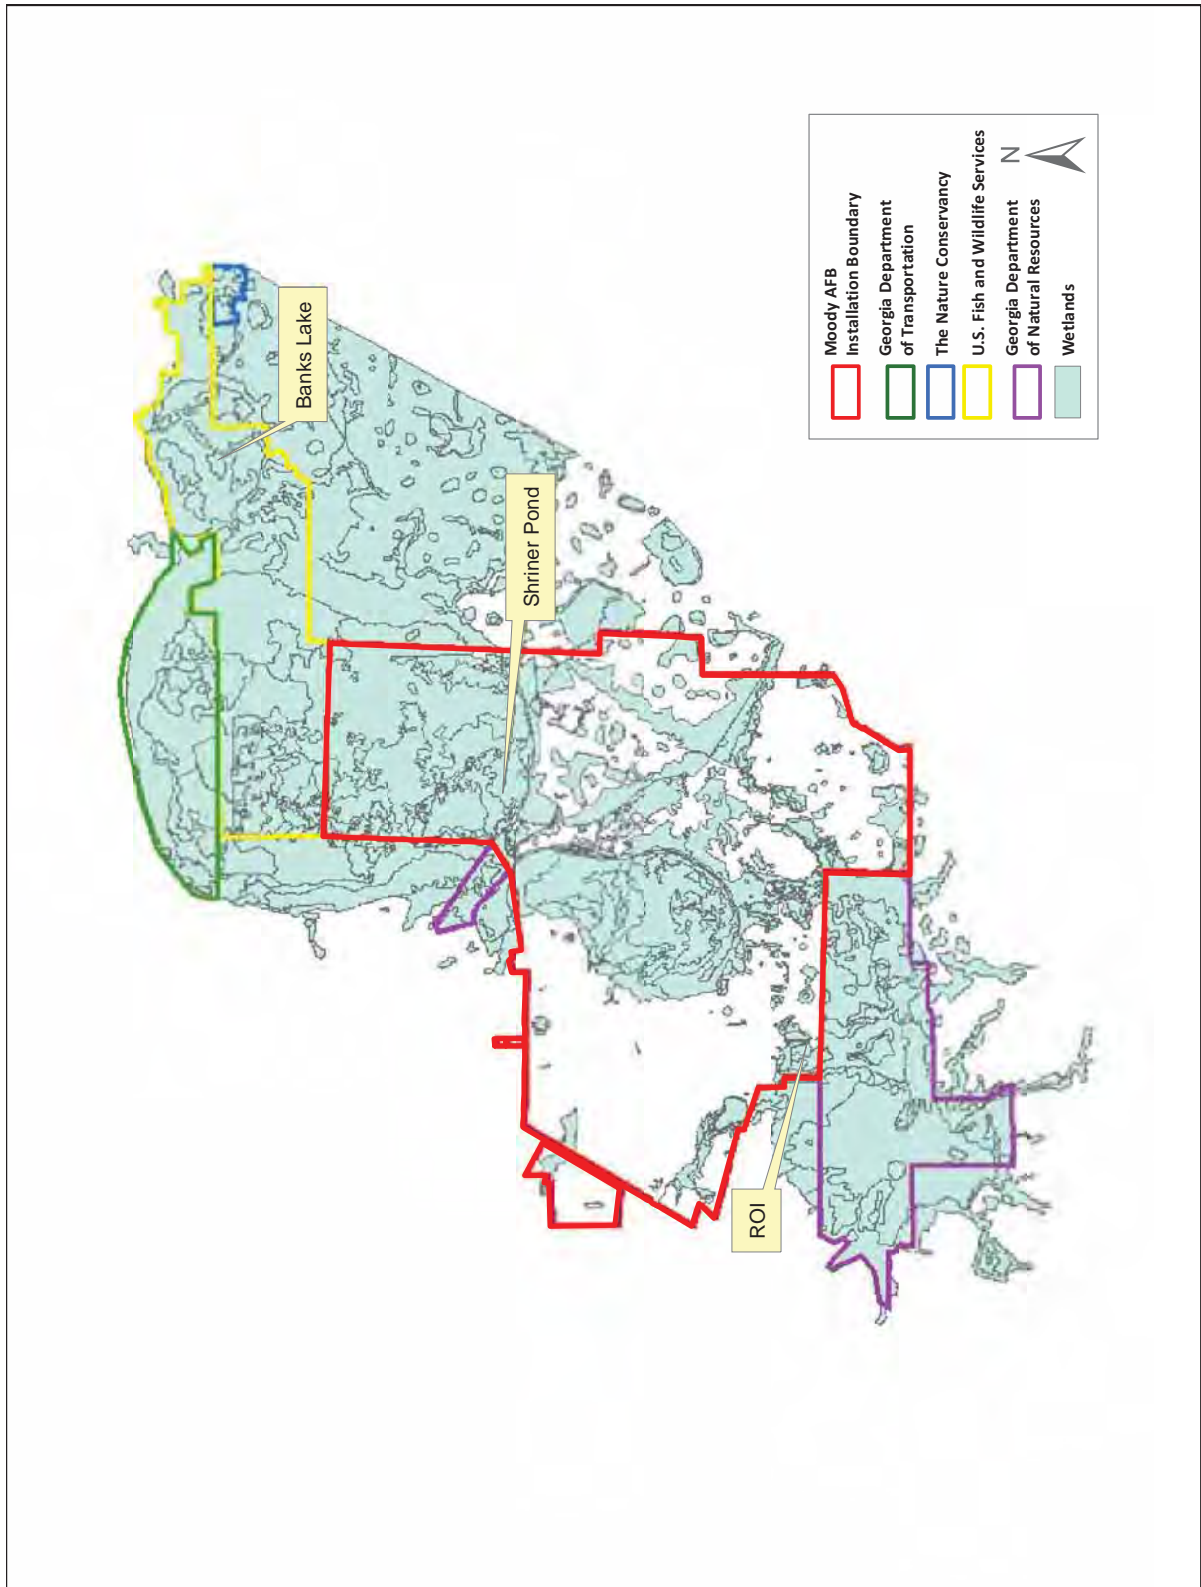 Banks Lake
Shriner Pond
ROI
Moody AFB
Installation Boundary
Georgia Department
of Transportation
The Nature Conservancy
U.S. Fish and Wildlife Services
Georgia Department
of Natural Resources
Wetlands
N